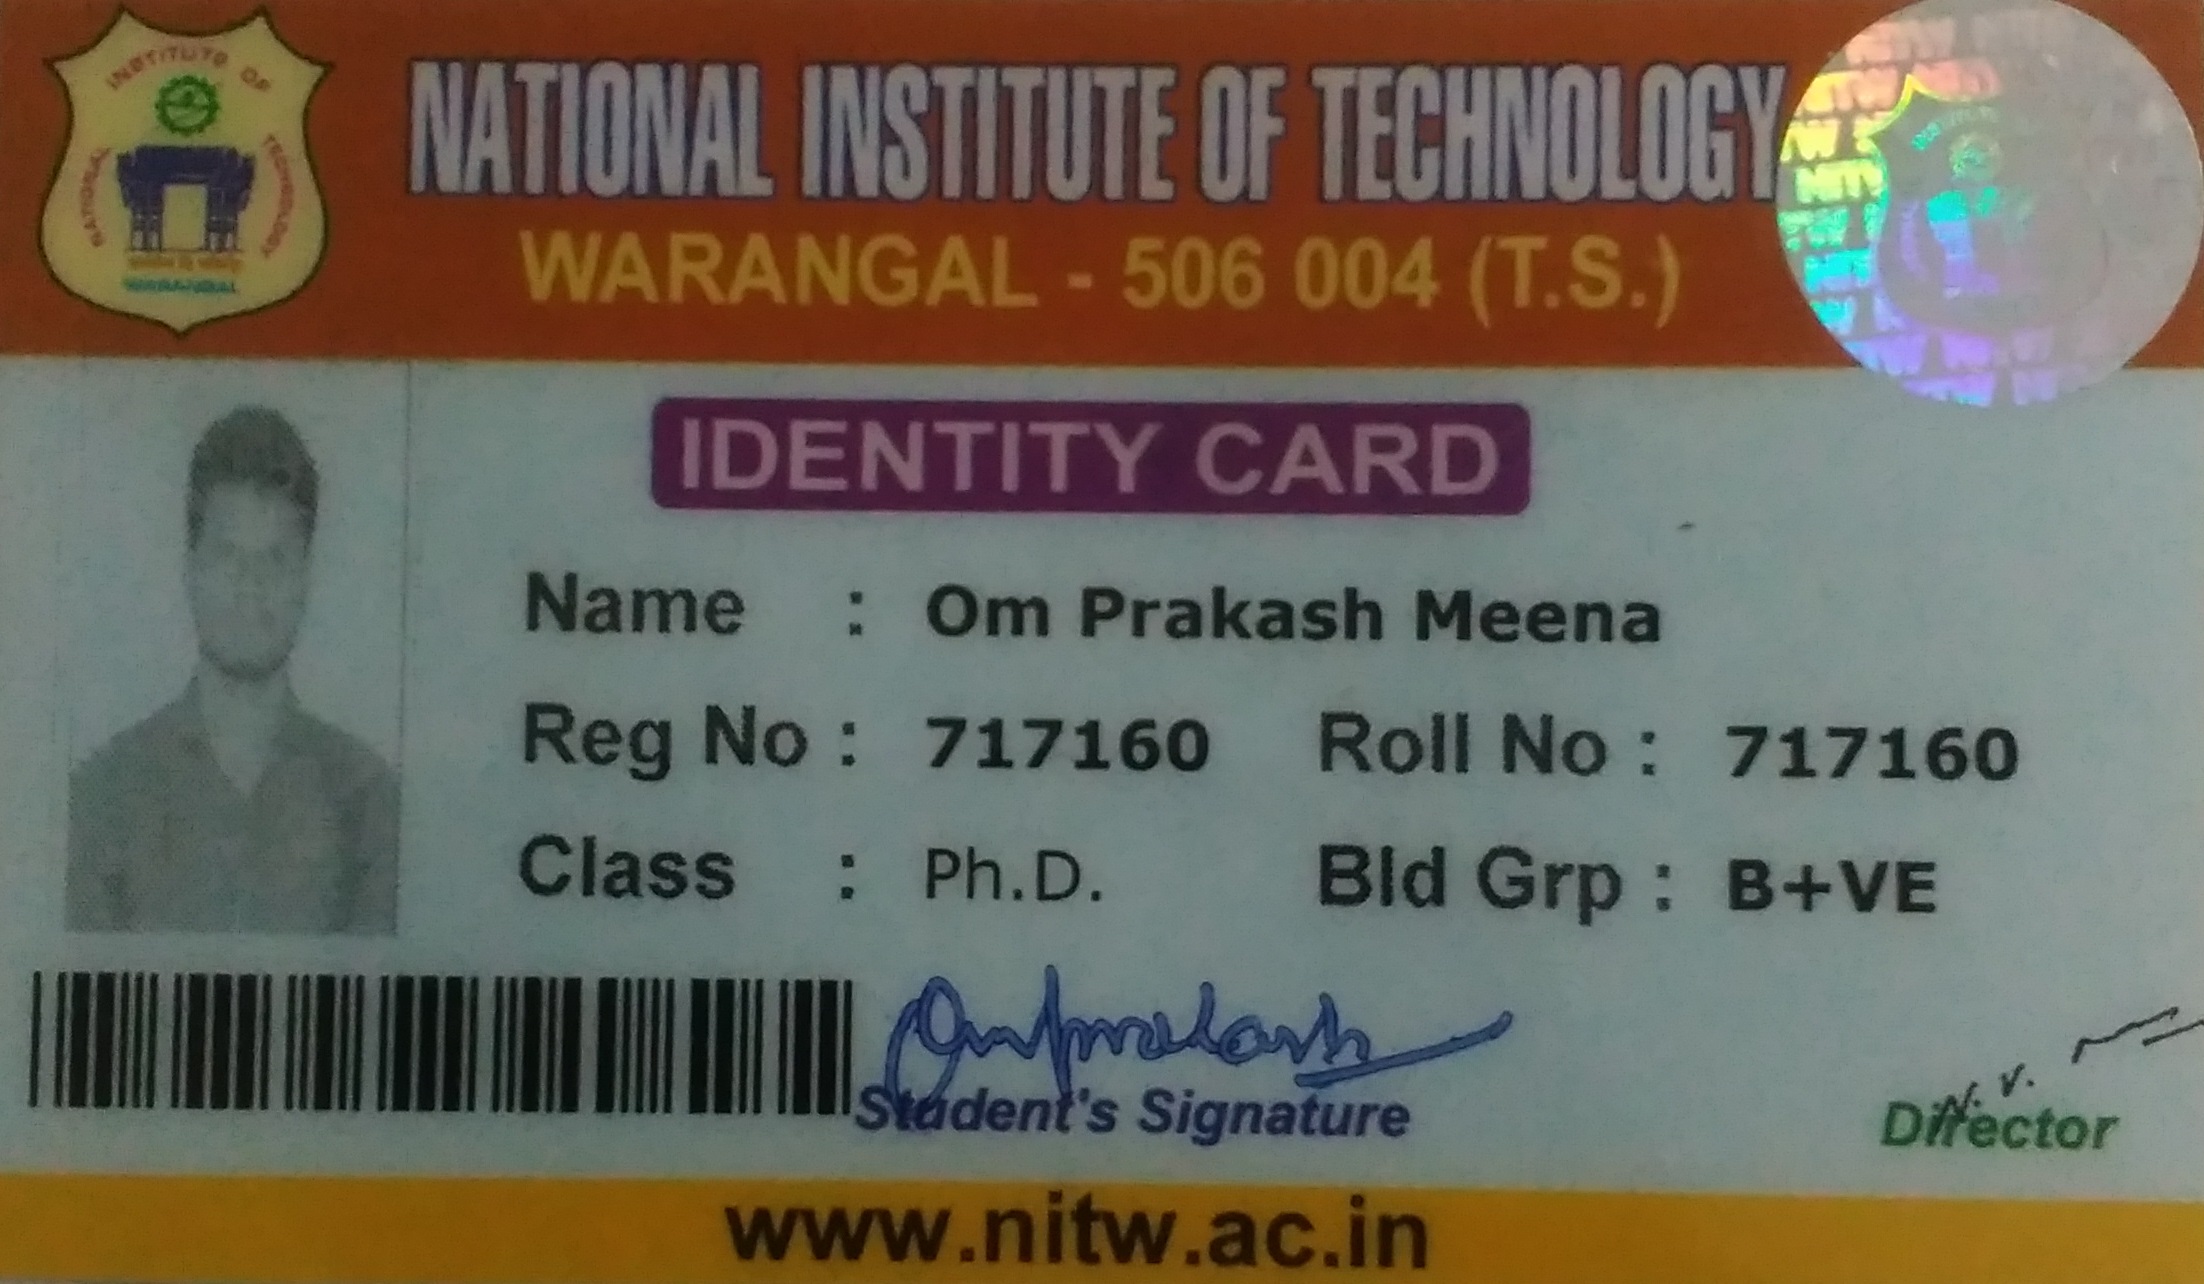 INSTITUTE OF
NATIONAL
TECHNOLOGY
WARANGAL
NATIONAL INSTITUTE OF TECHNOLOGY
WARANGAL - 506 004 (T.S.)
NITW
IDENTITY CARD
Name : Om Prakash Meena
Reg No : 717160 Roll No : 717160
Class : Ph.D. Bld Grp : B+VE
Omprakash
Student's Signature
N. V.
Director
www.nitw.ac.in